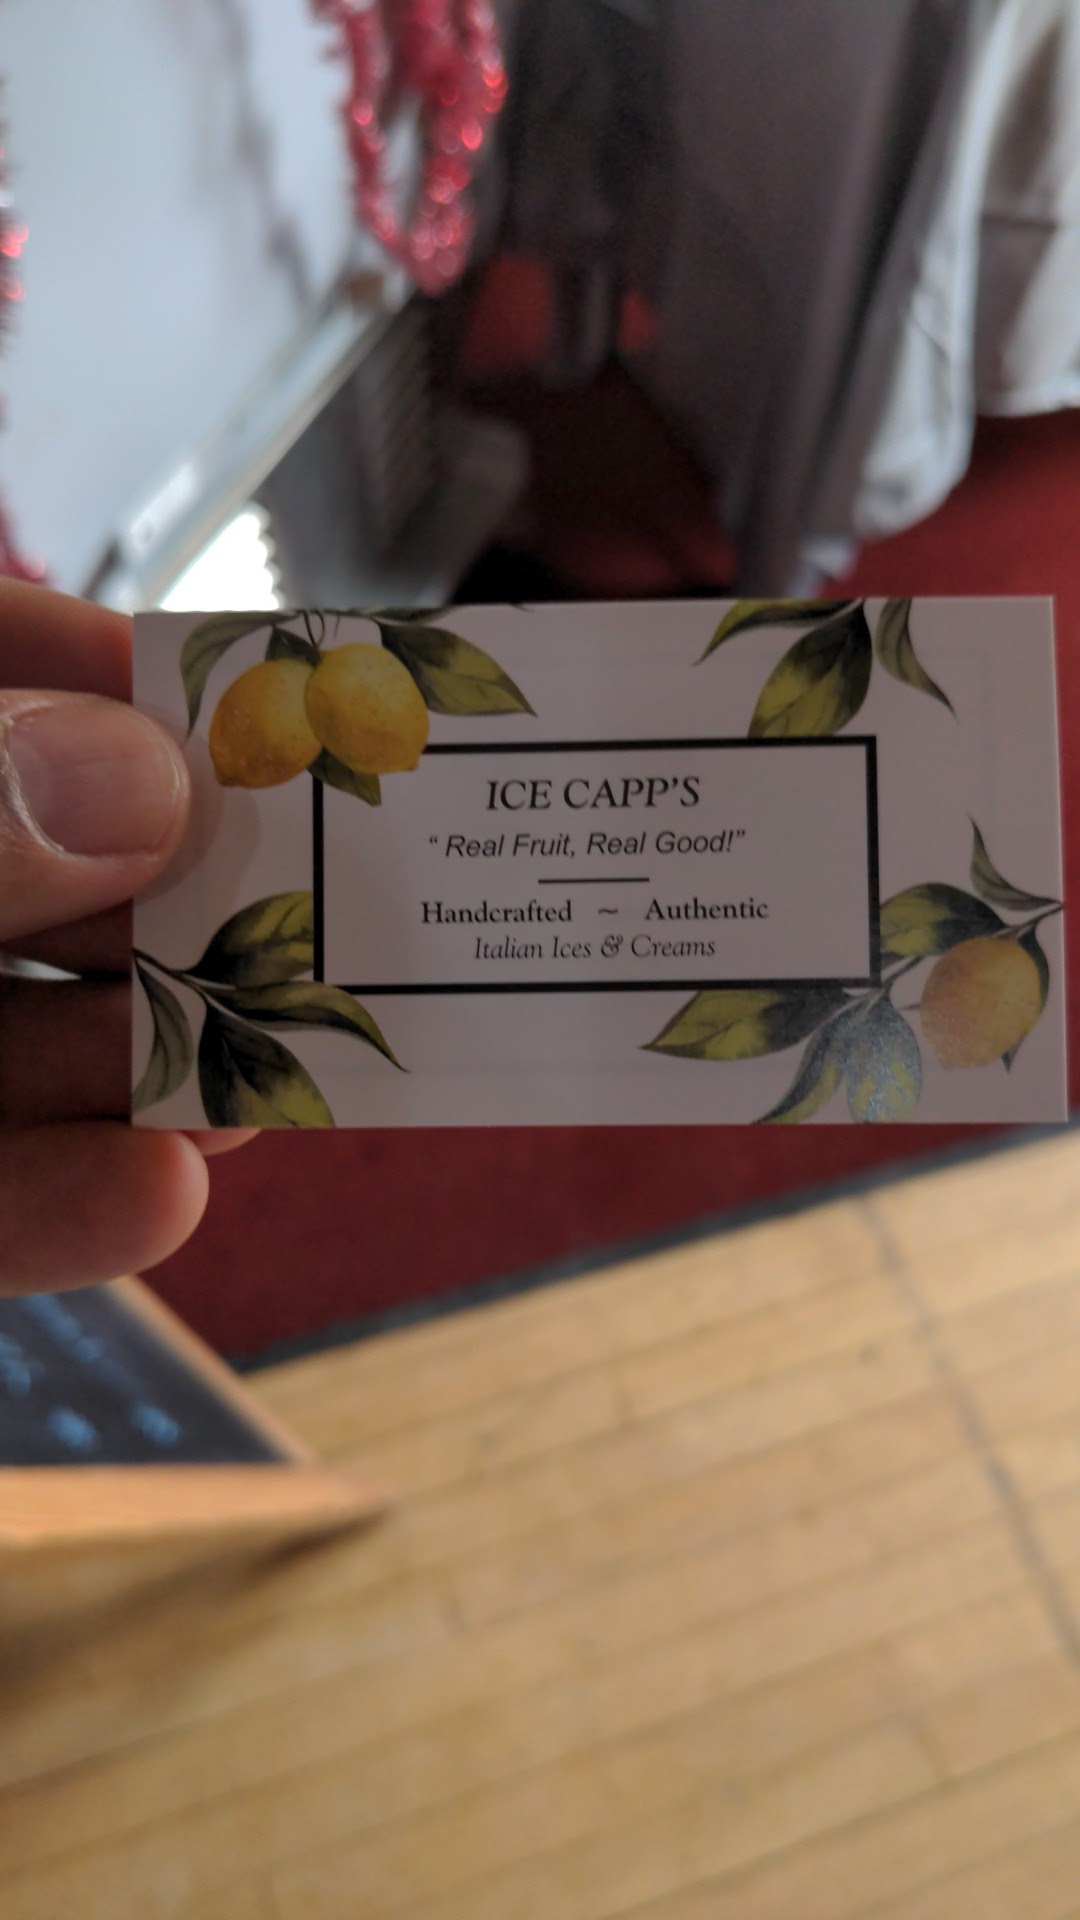 ICE CAPP'S
“ Real Fruit, Real Good!”
Handcrafted ~ Authentic
Italian Ices & Creams